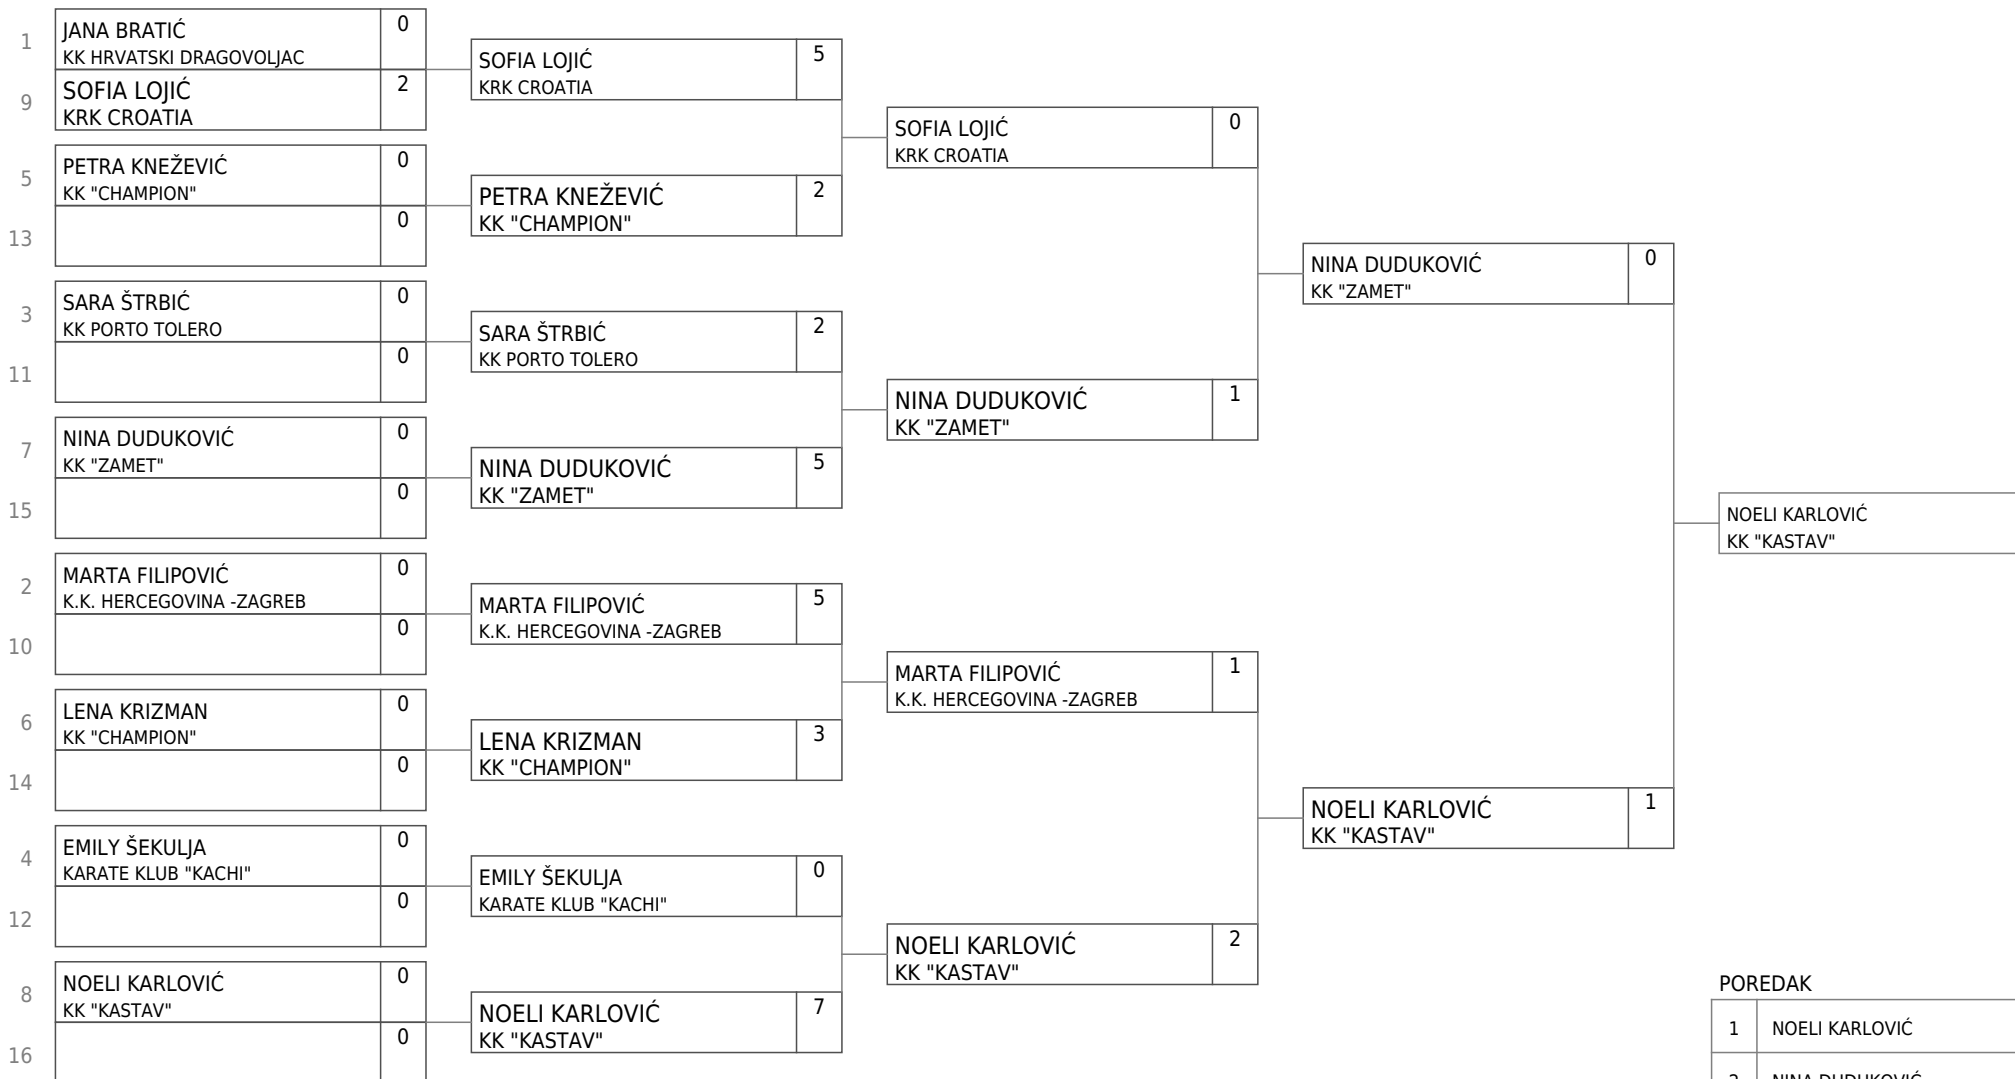 1
JANA BRATIĆ
KK HRVATSKI DRAGOVOLJAC
0
9
SOFIA LOJIĆ
KRK CROATIA
2
5
PETRA KNEŽEVIĆ
KK "CHAMPION"
0
13
0
3
SARA ŠTRBIĆ
KK PORTO TOLERO
0
11
0
7
NINA DUDUKOVIĆ
KK "ZAMET"
0
15
0
2
MARTA FILIPOVIĆ
K.K. HERCEGOVINA -ZAGREB
0
10
0
6
LENA KRIZMAN
KK "CHAMPION"
0
14
0
4
EMILY ŠEKULJA
KARATE KLUB "KACHI"
0
12
0
8
NOELI KARLOVIĆ
KK "KASTAV"
0
16
0
SOFIA LOJIĆ
KRK CROATIA
5
PETRA KNEŽEVIĆ
KK "CHAMPION"
2
SARA ŠTRBIĆ
KK PORTO TOLERO
2
NINA DUDUKOVIĆ
KK "ZAMET"
5
MARTA FILIPOVIĆ
K.K. HERCEGOVINA -ZAGREB
5
LENA KRIZMAN
KK "CHAMPION"
3
EMILY ŠEKULJA
KARATE KLUB "KACHI"
0
NOELI KARLOVIĆ
KK "KASTAV"
7
SOFIA LOJIĆ
KRK CROATIA
0
NINA DUDUKOVIĆ
KK "ZAMET"
1
MARTA FILIPOVIĆ
K.K. HERCEGOVINA -ZAGREB
1
NOELI KARLOVIĆ
KK "KASTAV"
2
NINA DUDUKOVIĆ
KK "ZAMET"
0
NOELI KARLOVIĆ
KK "KASTAV"
1
NOELI KARLOVIĆ
KK "KASTAV"
POREDAK
1 NOELI KARLOVIĆ
2 NINA DUDUKOVIĆ